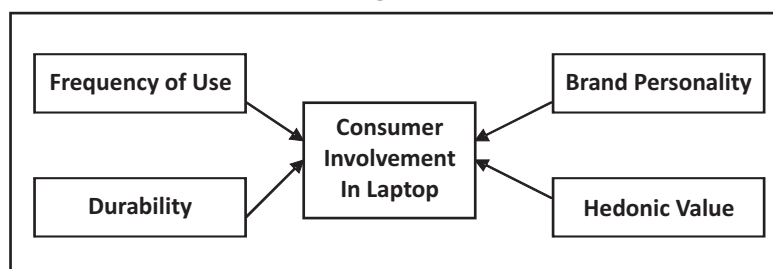 Frequency of Use
Brand Personality
Consumer
Involvement
In Laptop
Durability
Hedonic Value